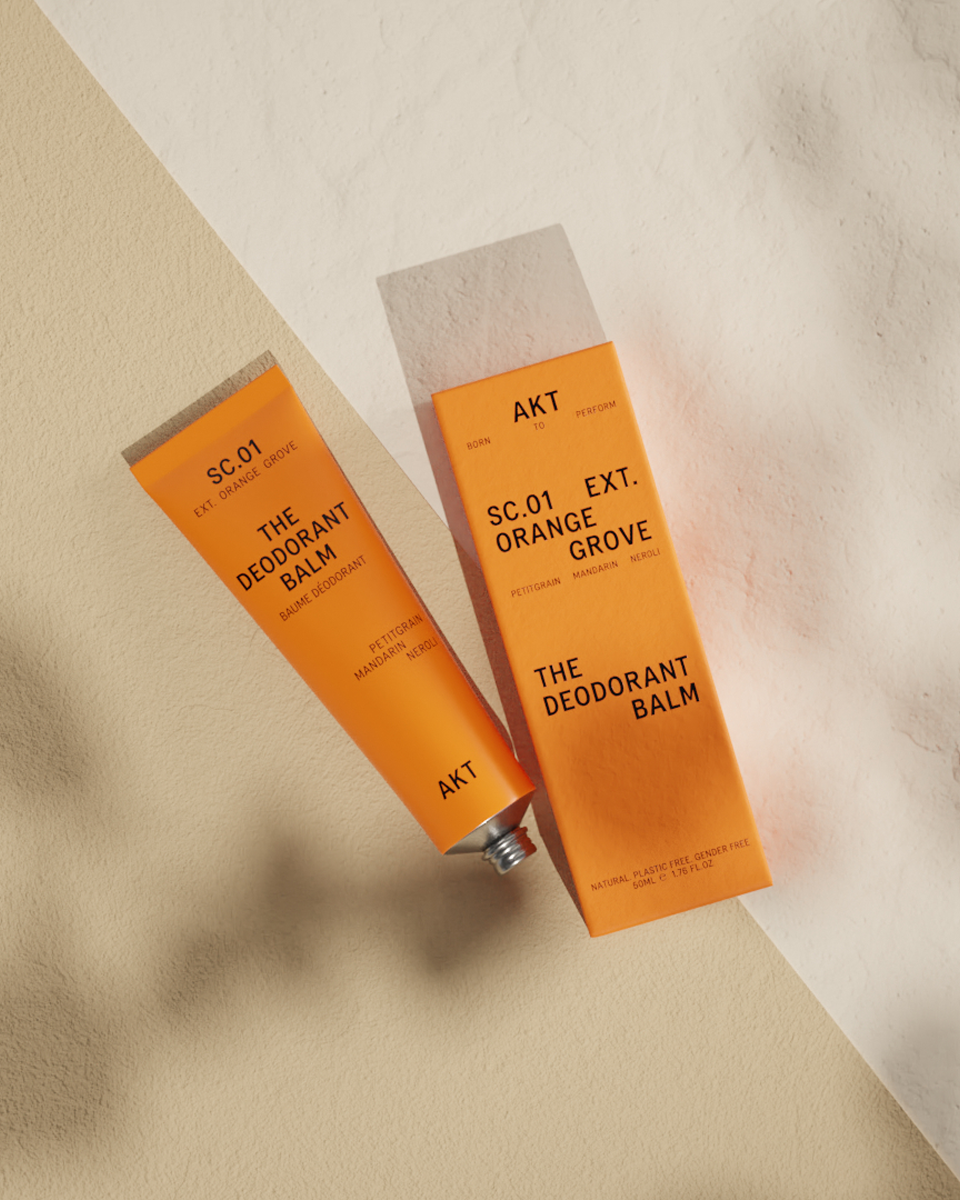 SC.01
EXT. ORANGE GROVE
THE
DEODORANT
BALM
BAUME DÉODORANT
PETITGRAIN
MANDARIN NEROLI
AKT
AKT
BORN TO PERFORM
SC.01 EXT.
ORANGE
GROVE
PETITGRAIN MANDARIN NEROLI
THE
DEODORANT
BALM
NATURAL. PLASTIC FREE. GENDER FREE
50ML ℮ 1.76 FL.OZ